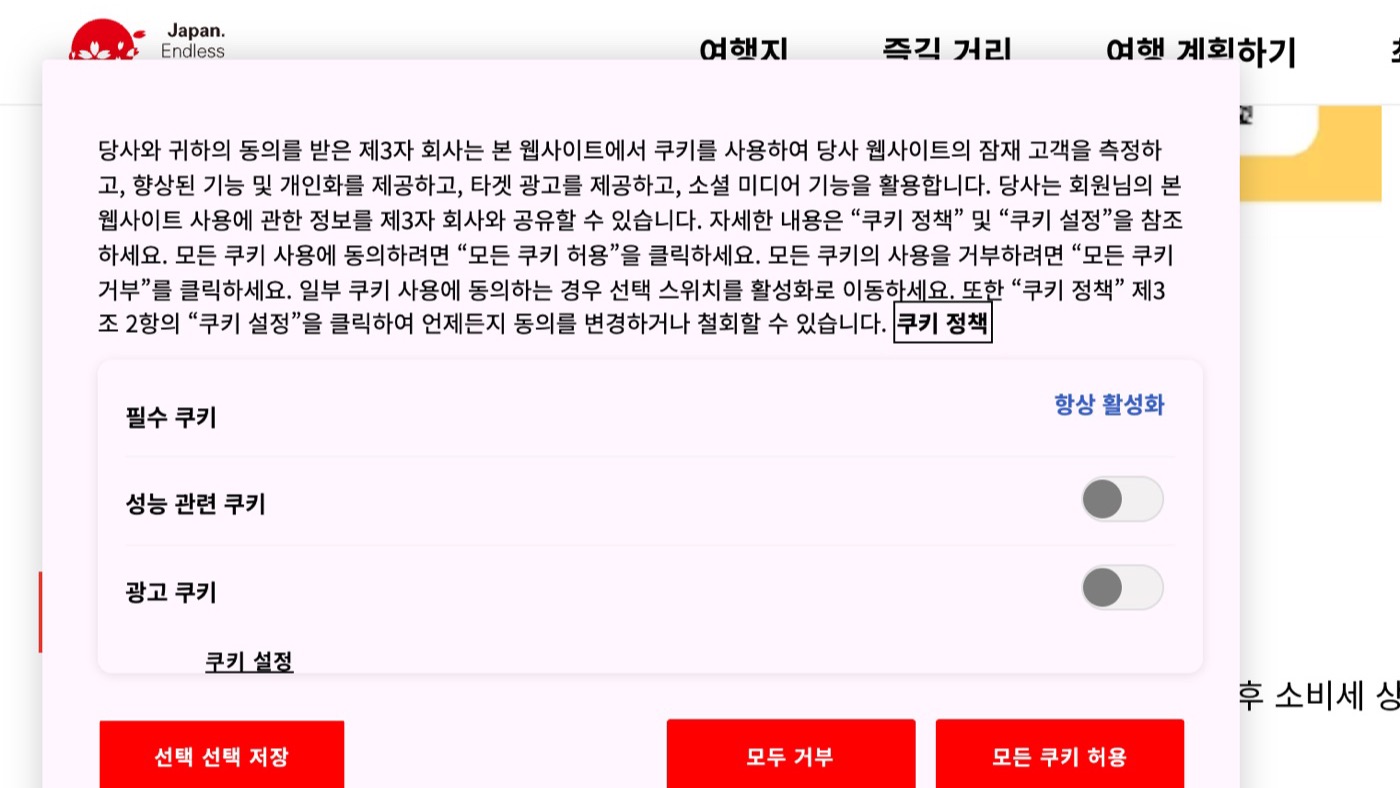 Japan.
Endless
여행지
즐길 거리
여행 계획하기
당사와 귀하의 동의를 받은 제3자 회사는 본 웹사이트에서 쿠키를 사용하여 당사 웹사이트의 잠재 고객을 측정하
고, 향상된 기능 및 개인화를 제공하고, 타겟 광고를 제공하고, 소셜 미디어 기능을 활용합니다. 당사는 회원님의 본
웹사이트 사용에 관한 정보를 제3자 회사와 공유할 수 있습니다. 자세한 내용은 “쿠키 정책” 및 “쿠키 설정”을 참조
하세요. 모든 쿠키 사용에 동의하려면 “모든 쿠키 허용”을 클릭하세요. 모든 쿠키의 사용을 거부하려면 “모든 쿠키
거부”를 클릭하세요. 일부 쿠키 사용에 동의하는 경우 선택 스위치를 활성화로 이동하세요. 또한 “쿠키 정책” 제3
조 2항의 “쿠키 설정”을 클릭하여 언제든지 동의를 변경하거나 철회할 수 있습니다. 쿠키 정책
필수 쿠키
항상 활성화
성능 관련 쿠키
광고 쿠키
쿠키 설정
후 소비세
선택 선택 저장
모두 거부
모든 쿠키 허용